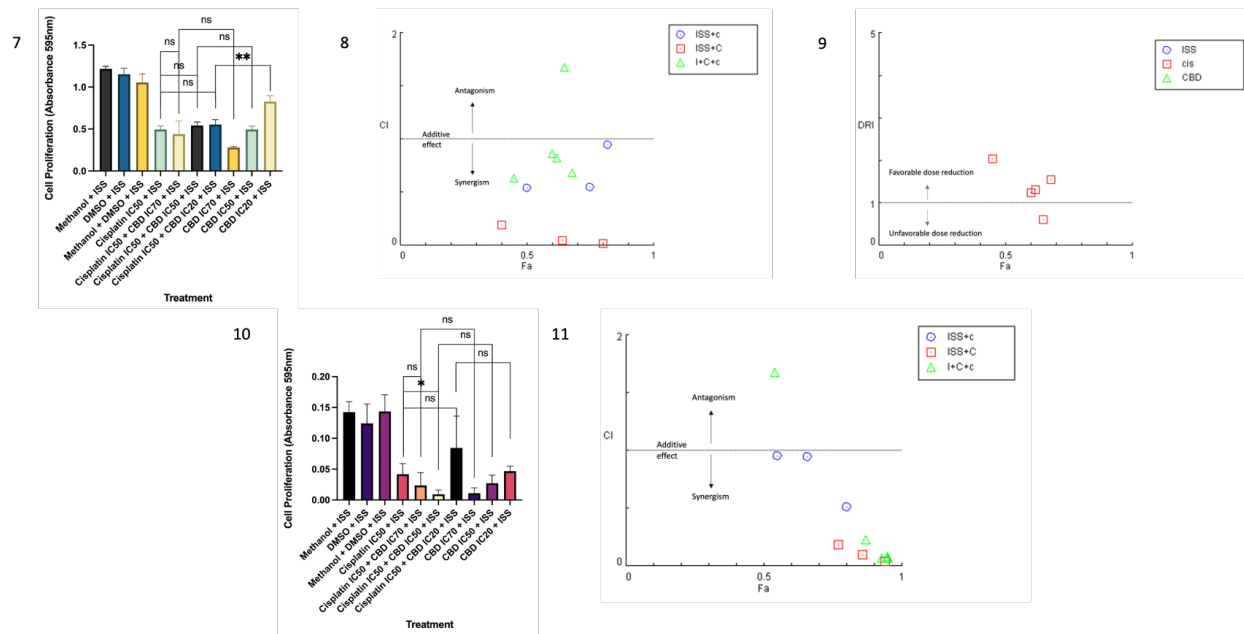 7
Cell Proliferation (Absorbance 595nm)
1.5
1.0
0.5
0.0
ns
ns
ns
ns
ns
**
Methanol + ISS
DMSO + ISS
Methanol + DMSO + ISS
Cisplatin IC50 + ISS
Cisplatin IC50 + CBD IC70 + ISS
Cisplatin IC50 + CBD IC50 + ISS
Cisplatin IC50 + CBD IC20 + ISS
CBD IC70 + ISS
CBD IC50 + ISS
CBD IC20 + ISS
Treatment
8
2
CI
0
Antagonism
Additive
effect
Synergism
0
0.5
1
Fa
ISS+c
ISS+C
I+C+c
9
5
DRI
1
0
Favorable dose reduction
Unfavorable dose reduction
0
0.5
1
Fa
ISS
cis
CBD
10
Cell Proliferation (Absorbance 595nm)
0.20
0.15
0.10
0.05
0.00
ns
ns
ns
ns
*
ns
Methanol + ISS
DMSO + ISS
Methanol + DMSO + ISS
Cisplatin IC50 + ISS
Cisplatin IC50 + CBD IC70 + ISS
Cisplatin IC50 + CBD IC50 + ISS
Cisplatin IC50 + CBD IC20 + ISS
CBD IC70 + ISS
CBD IC50 + ISS
CBD IC20 + ISS
Treatment
11
2
CI
0
Antagonism
Additive
effect
Synergism
0
0.5
1
Fa
ISS+c
ISS+C
I+C+c